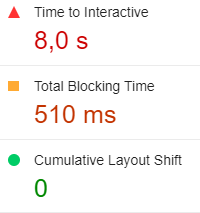 Time to Interactive
8,0 s
Total Blocking Time
510 ms
Cumulative Layout Shift
0